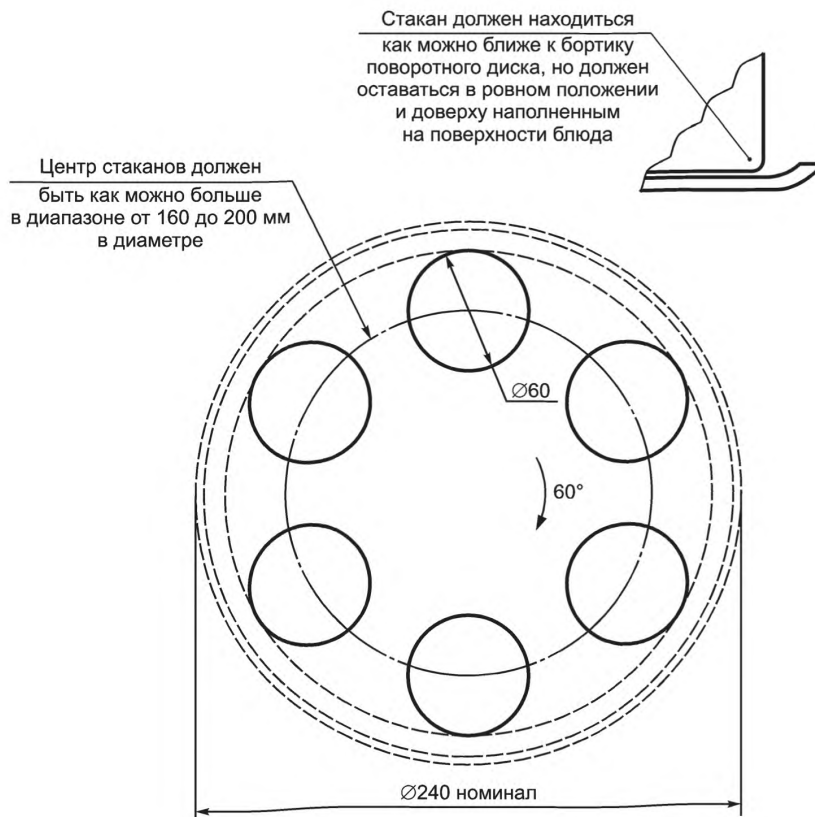 Стакан должен находиться
как можно ближе к бортику
поворотного диска, но должен
оставаться в ровном положении
и доверху наполненным
на поверхности блюда
Центр стаканов должен
быть как можно больше
в диапазоне от 160 до 200 мм
в диаметре
∅60
60°
∅240 номинал